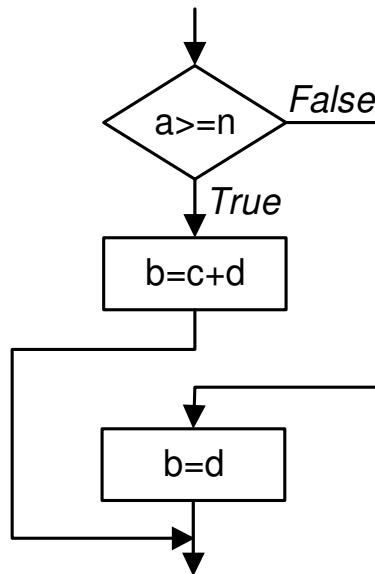 a>=n
False
True
b=c+d
b=d